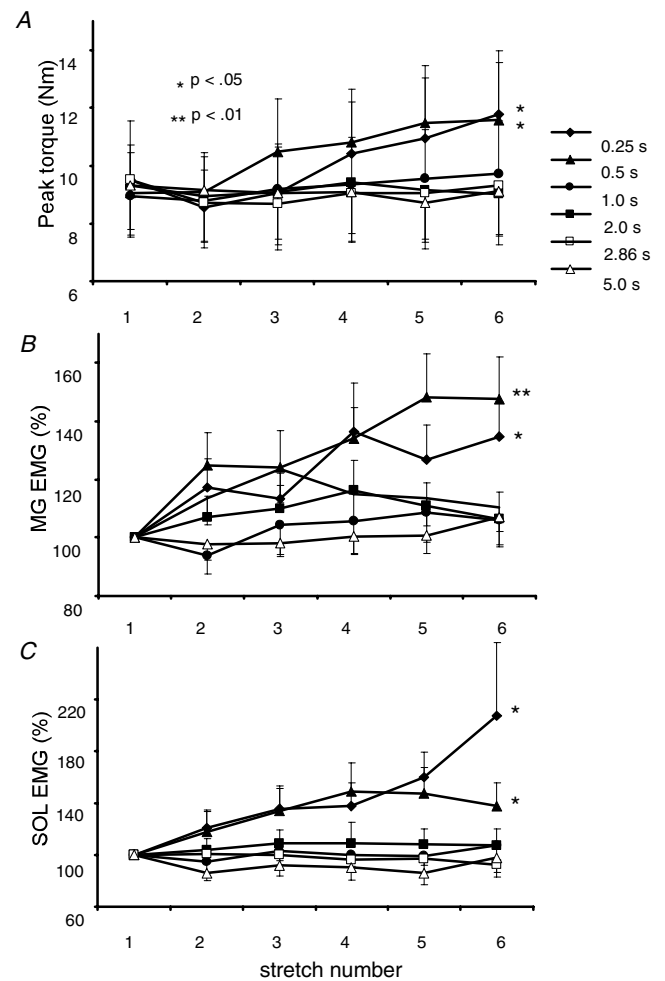 A
Peak torque (Nm)
14
12
10
8
6
* p < .05
** p < .01
*
*
0.25 s
0.5 s
1.0 s
2.0 s
2.86 s
5.0 s
1 2 3 4 5 6
B
MG EMG (%)
160
140
120
100
80
**
*
1 2 3 4 5 6
C
SOL EMG (%)
220
180
140
100
60
*
*
1 2 3 4 5 6
stretch number